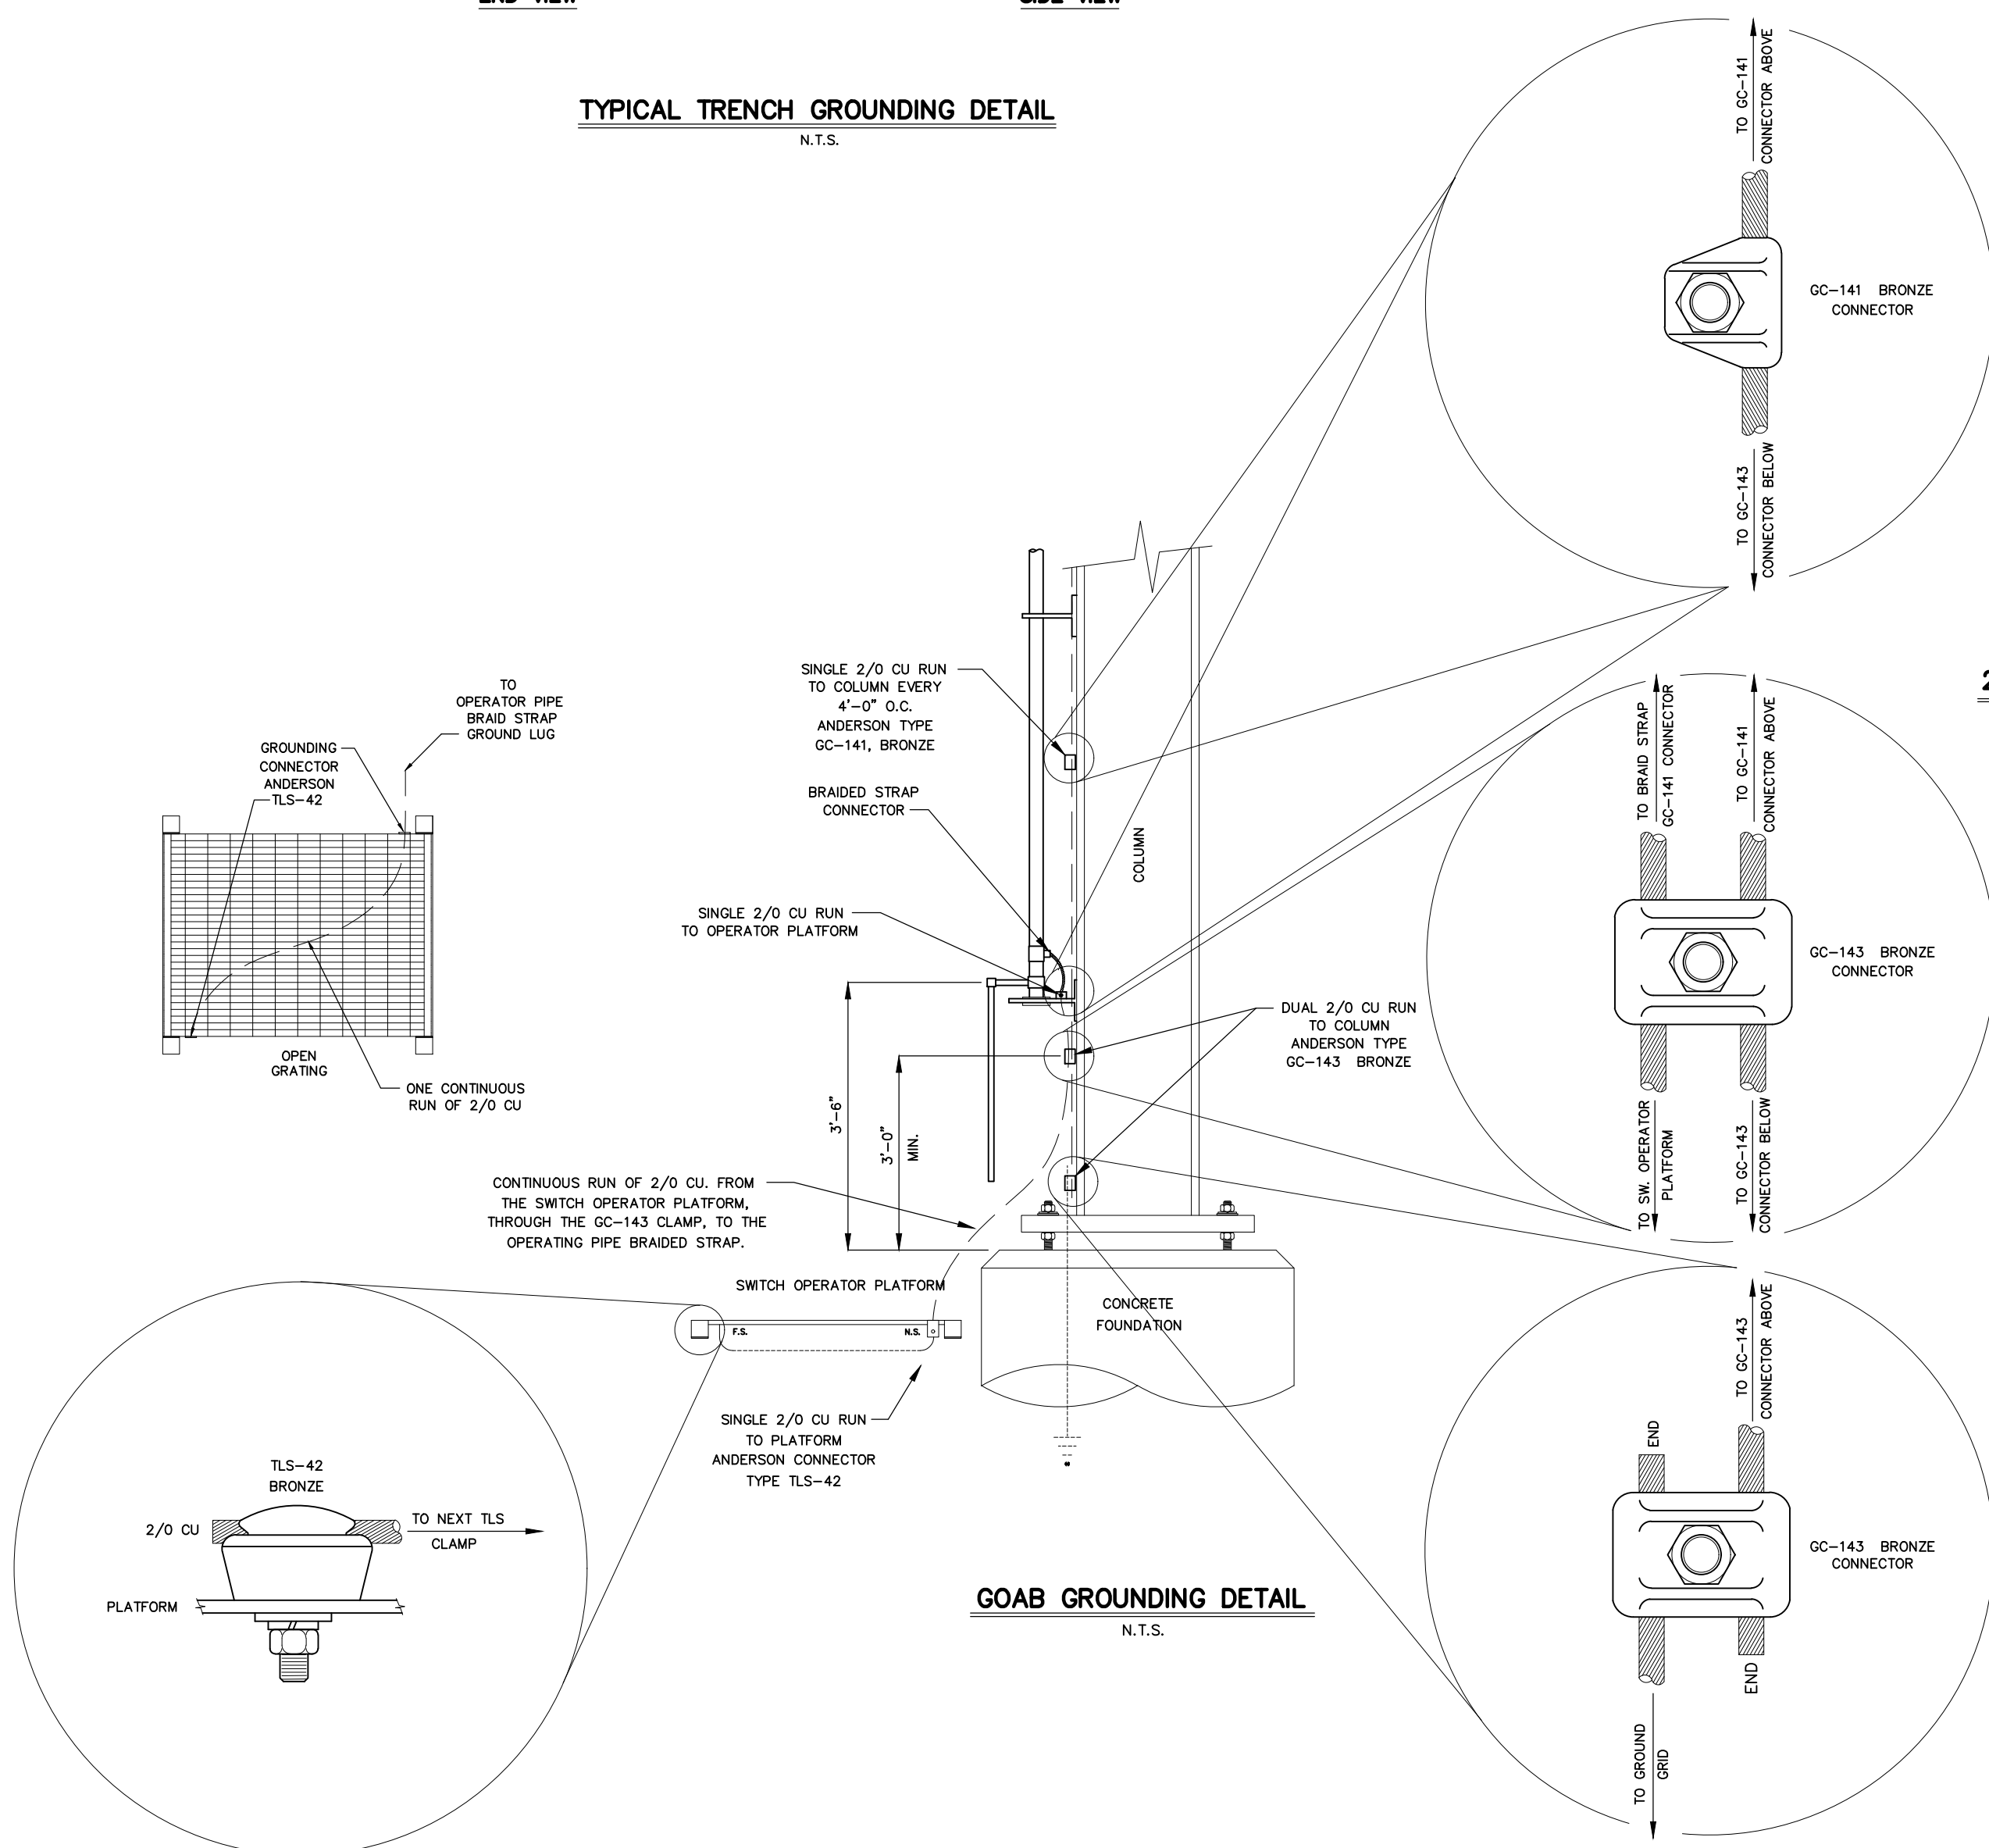 END VIEW
SIDE VIEW
TYPICAL TRENCH GROUNDING DETAIL
N.T.S.
TO GC-141
CONNECTOR ABOVE
GC-141 BRONZE
CONNECTOR
TO GC-143
CONNECTOR BELOW
SINGLE 2/0 CU RUN
TO COLUMN EVERY
4'-0" O.C.
ANDERSON TYPE
GC-141, BRONZE
BRAIDED STRAP
CONNECTOR
COLUMN
SINGLE 2/0 CU RUN
TO OPERATOR PLATFORM
TO
OPERATOR PIPE
BRAID STRAP
GROUND LUG
GROUNDING
CONNECTOR
ANDERSON
TLS-42
OPEN
GRATING
ONE CONTINUOUS
RUN OF 2/0 CU
2
TO BRAID STRAP
GC-141 CONNECTOR
TO GC-141
CONNECTOR ABOVE
GC-143 BRONZE
CONNECTOR
TO SW. OPERATOR
PLATFORM
TO GC-143
CONNECTOR BELOW
DUAL 2/0 CU RUN
TO COLUMN
ANDERSON TYPE
GC-143 BRONZE
3'-6"
3'-0"
MIN.
CONTINUOUS RUN OF 2/0 CU. FROM
THE SWITCH OPERATOR PLATFORM,
THROUGH THE GC-143 CLAMP, TO THE
OPERATING PIPE BRAIDED STRAP.
SWITCH OPERATOR PLATFORM
F.S.
N.S.
CONCRETE
FOUNDATION
SINGLE 2/0 CU RUN
TO PLATFORM
ANDERSON CONNECTOR
TYPE TLS-42
TLS-42
BRONZE
2/0 CU
TO NEXT TLS
CLAMP
PLATFORM
TO GC-143
CONNECTOR ABOVE
END
GC-143 BRONZE
CONNECTOR
END
TO GROUND
GRID
GOAB GROUNDING DETAIL
N.T.S.